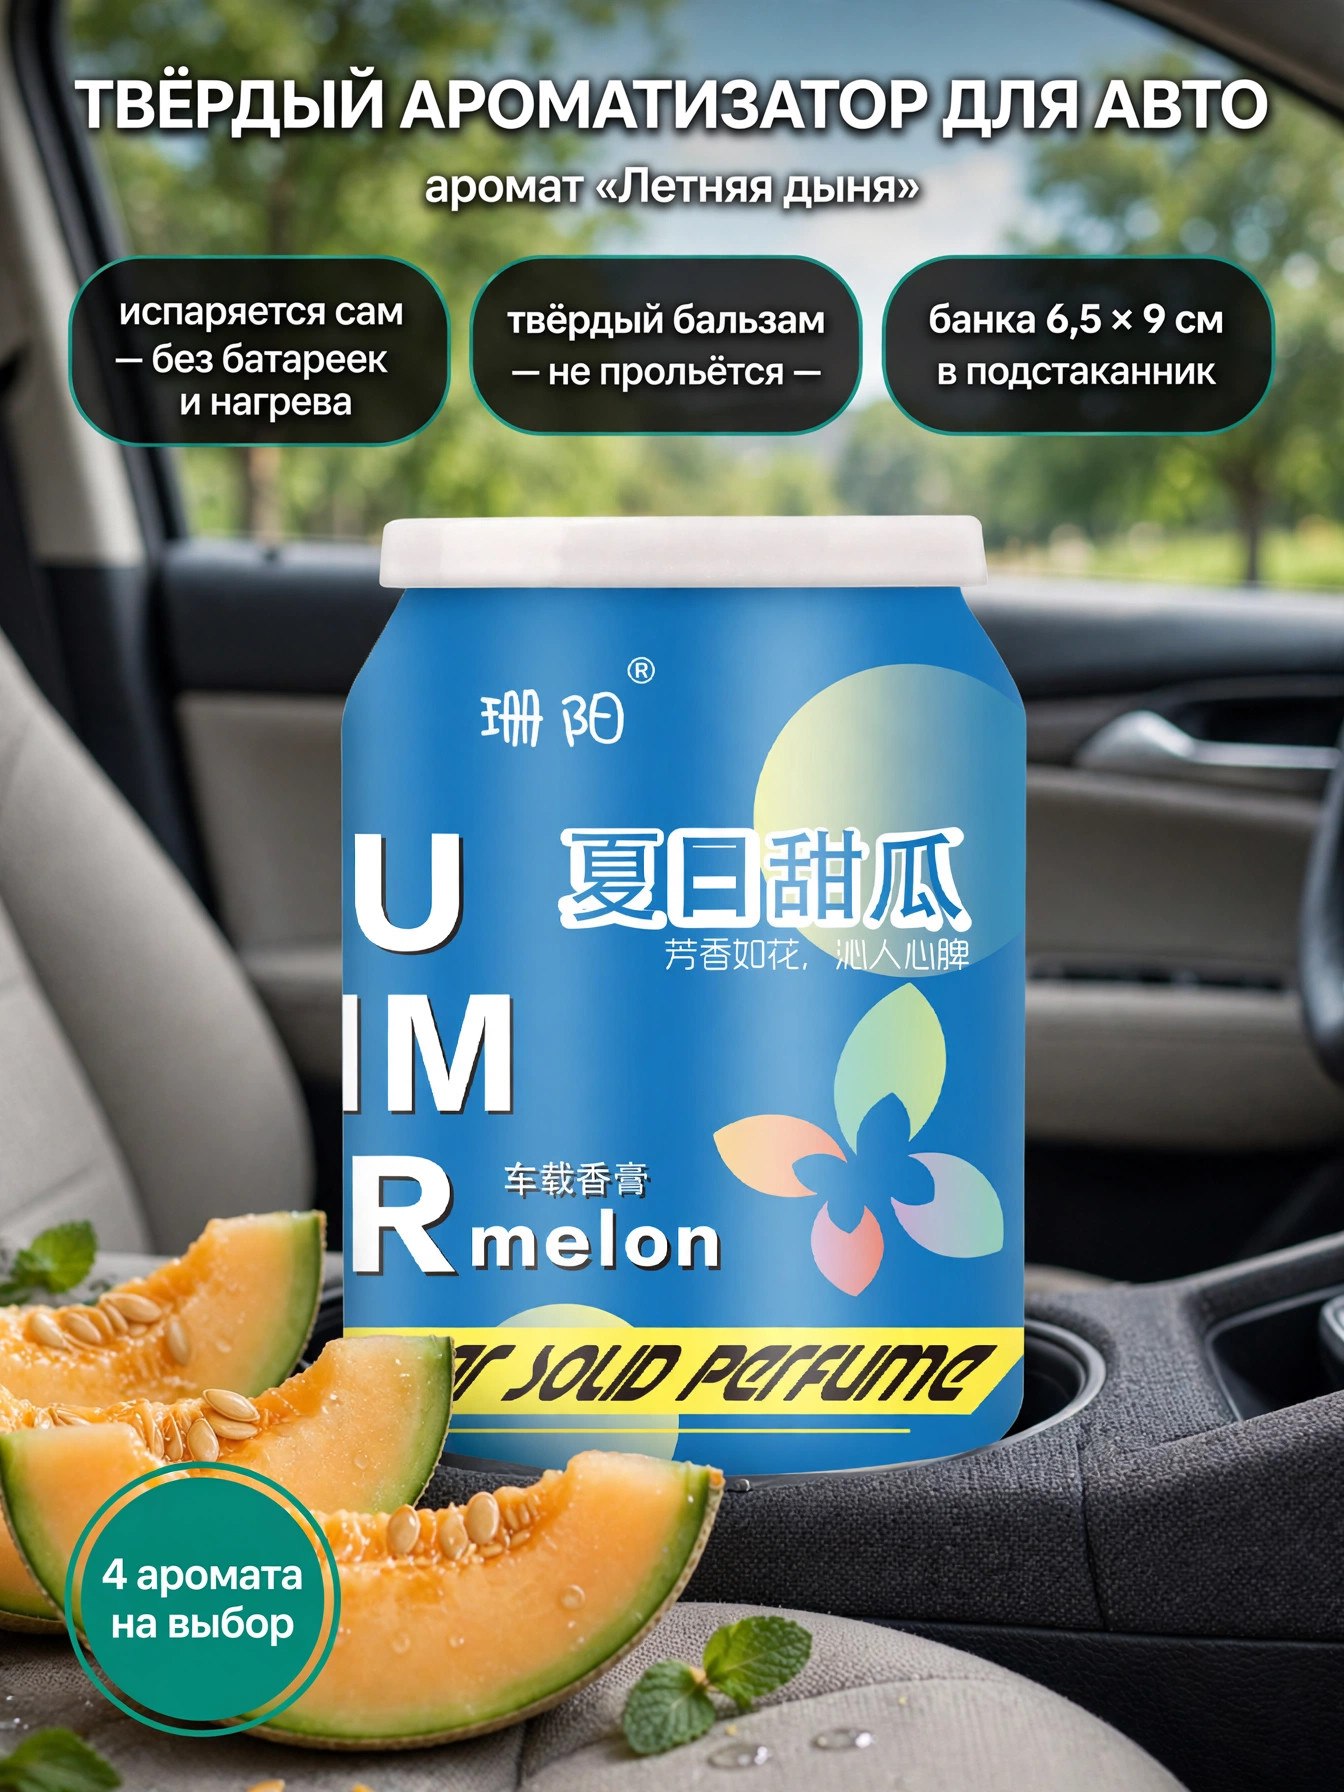 ТВЁРДЫЙ АРОМАТИЗАТОР ДЛЯ АВТО
аромат «Летняя дыня»
испаряется сам
— без батареек
и нагрева
твёрдый бальзам
— не прольётся —
банка 6,5 × 9 см
в подстаканник
珊阳®
U
夏日甜瓜
芳香如花，沁人心脾
IM
R
车载香膏
melon
SOLID PERFUME
4 аромата
на выбор